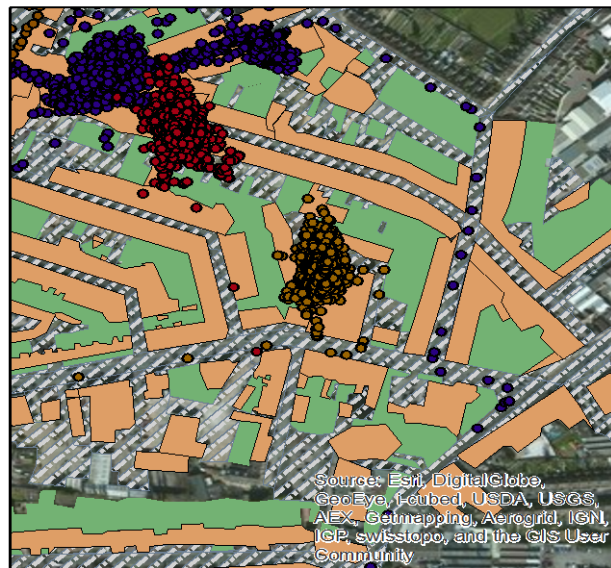 Source: Esri, DigitalGlobe,
GeoEye, i-cubed, USDA, USGS,
AEX, Getmapping, Aerogrid, IGN,
IGP, swisstopo, and the GIS User
Community